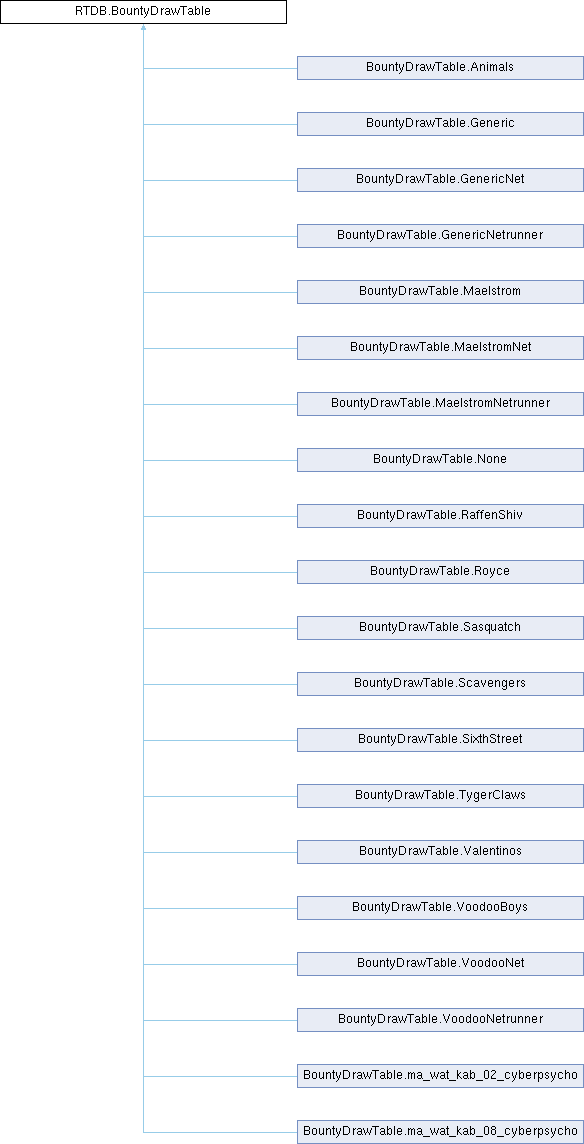 RTDB.BountyDrawTable
BountyDrawTable.Animals
BountyDrawTable.Generic
BountyDrawTable.GenericNet
BountyDrawTable.GenericNetrunner
BountyDrawTable.Maelstrom
BountyDrawTable.MaelstromNet
BountyDrawTable.MaelstromNetrunner
BountyDrawTable.None
BountyDrawTable.RaffenShiv
BountyDrawTable.Royce
BountyDrawTable.Sasquatch
BountyDrawTable.Scavengers
BountyDrawTable.SixthStreet
BountyDrawTable.TygerClaws
BountyDrawTable.Valentinos
BountyDrawTable.VoodooBoys
BountyDrawTable.VoodooNet
BountyDrawTable.VoodooNetrunner
BountyDrawTable.ma_wat_kab_02_cyberpsycho
BountyDrawTable.ma_wat_kab_08_cyberpsycho